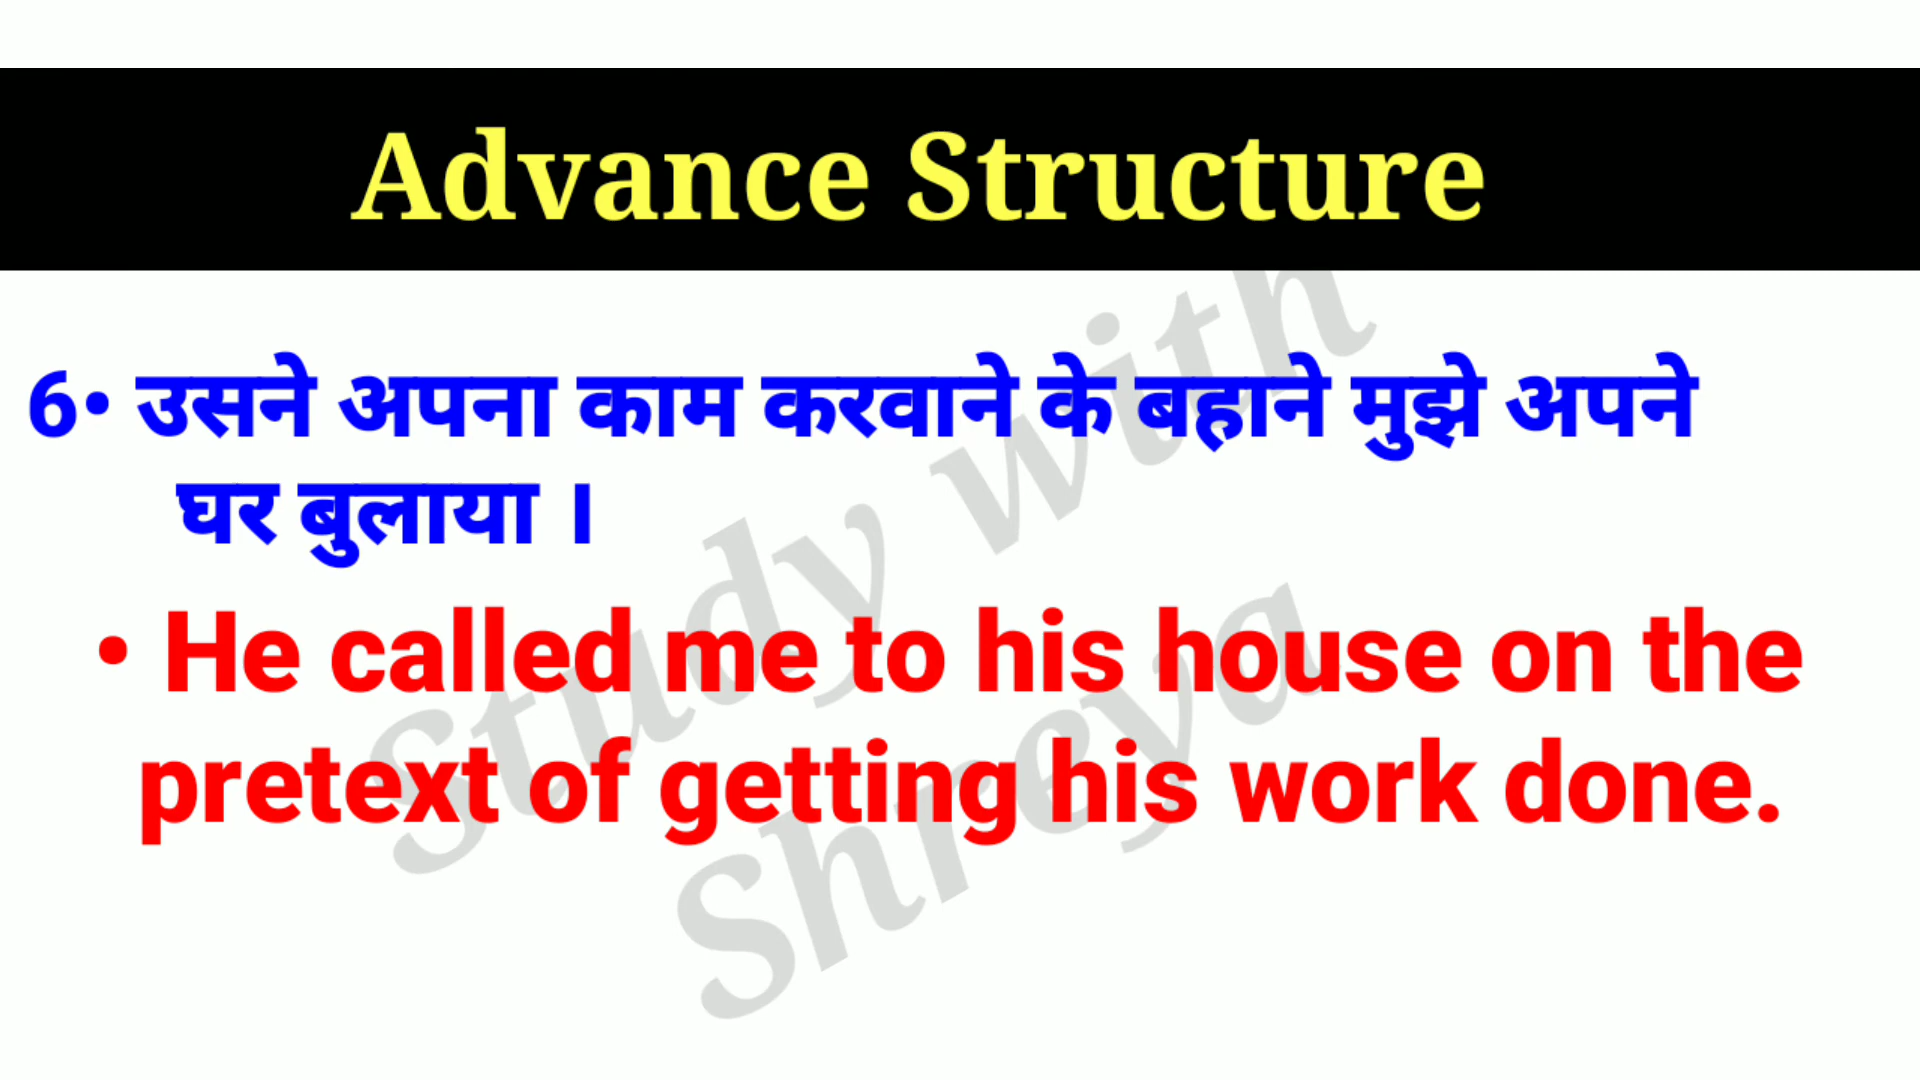 Advance Structure
6• उसने अपना काम करवाने के बहाने मुझे अपने
घर बुलाया ।
• He called me to his house on the
pretext of getting his work done.
Study with
Shreya